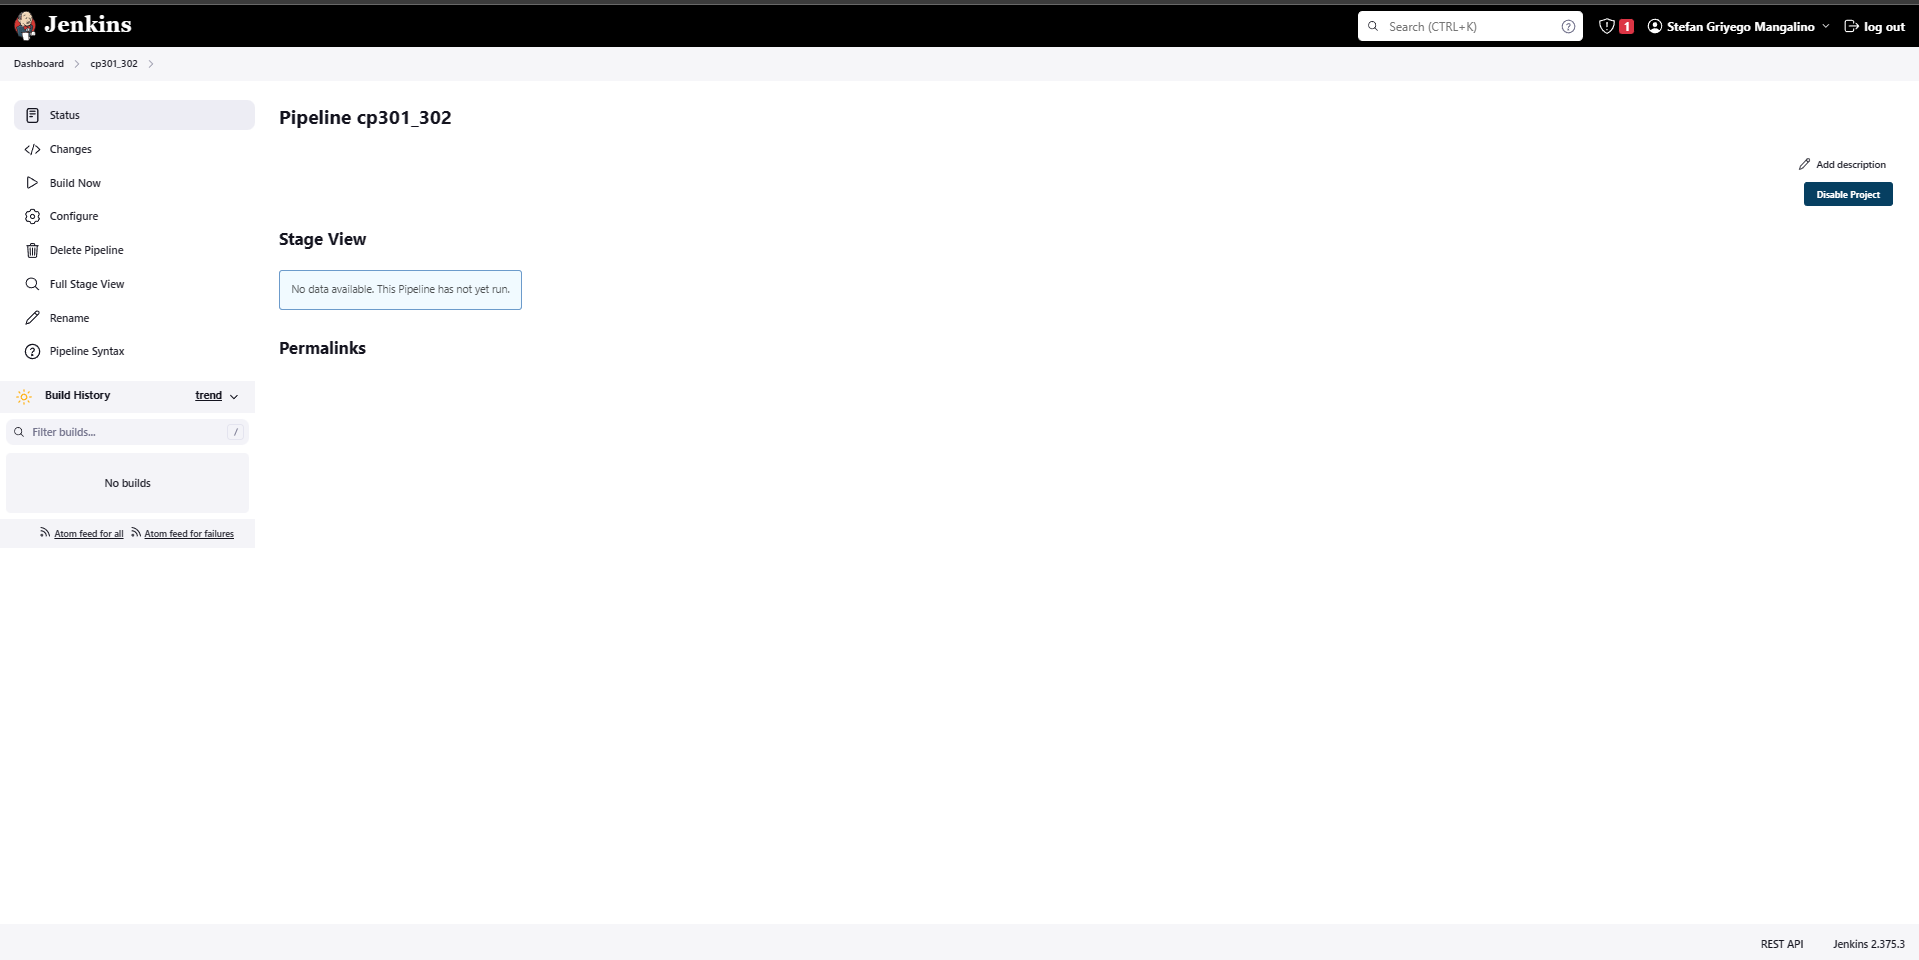 Jenkins
Search (CTRL+K)
1
Stefan Griyego Mangalino
log out
Dashboard
cp301_302
Status
Changes
Build Now
Configure
Delete Pipeline
Full Stage View
Rename
Pipeline Syntax
Build History
trend
Filter builds...
/
No builds
Atom feed for all
Atom feed for failures
Pipeline cp301_302
Add description
Disable Project
Stage View
No data available. This Pipeline has not yet run.
Permalinks
REST API
Jenkins 2.375.3